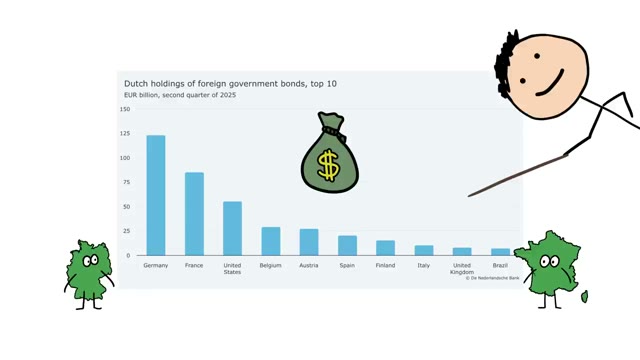 Dutch holdings of foreign government bonds, top 10
EUR billion, second quarter of 2025
150
125
100
75
50
25
0
$
Germany
France
United
States
Belgium
Austria
Spain
Finland
Italy
United
Kingdom
Brazil
© De Nederlandsche Bank